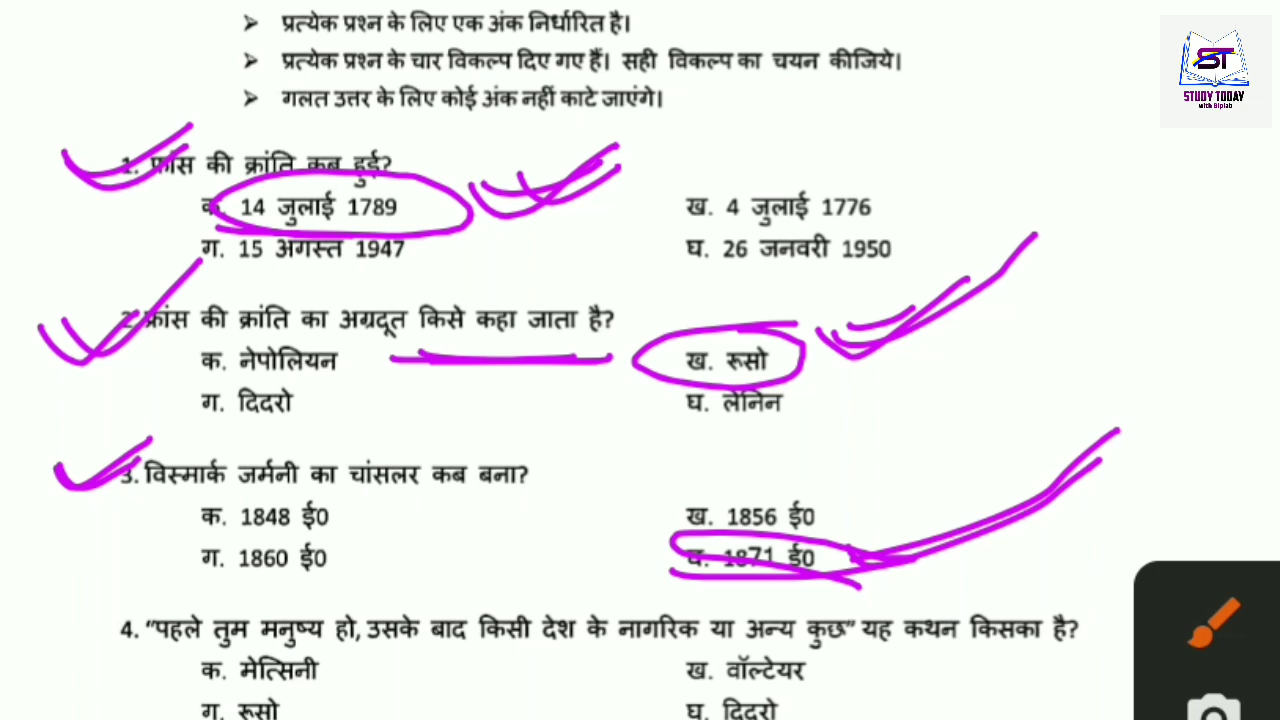 ➢ प्रत्येक प्रश्न के लिए एक अंक निर्धारित है।
➢ प्रत्येक प्रश्न के चार विकल्प दिए गए हैं। सही विकल्प का चयन कीजिये।
➢ गलत उत्तर के लिए कोई अंक नहीं काटे जाएंगे।
ST
STUDY TODAY
with Biplab
1. फ्रांस की क्रांति कब हुई?
क. 14 जुलाई 1789 ख. 4 जुलाई 1776
ग. 15 अगस्त 1947 घ. 26 जनवरी 1950
2. फ्रांस की क्रांति का अग्रदूत किसे कहा जाता है?
क. नेपोलियन ख. रूसो
ग. दिदरो घ. लेनिन
3. विस्मार्क जर्मनी का चांसलर कब बना?
क. 1848 ई0 ख. 1856 ई0
ग. 1860 ई0 घ. 1871 ई0
4. "पहले तुम मनुष्य हो, उसके बाद किसी देश के नागरिक या अन्य कुछ" यह कथन किसका है?
क. मेत्सिनी ख. वॉल्टेयर
ग. रूसो घ. दिदरो